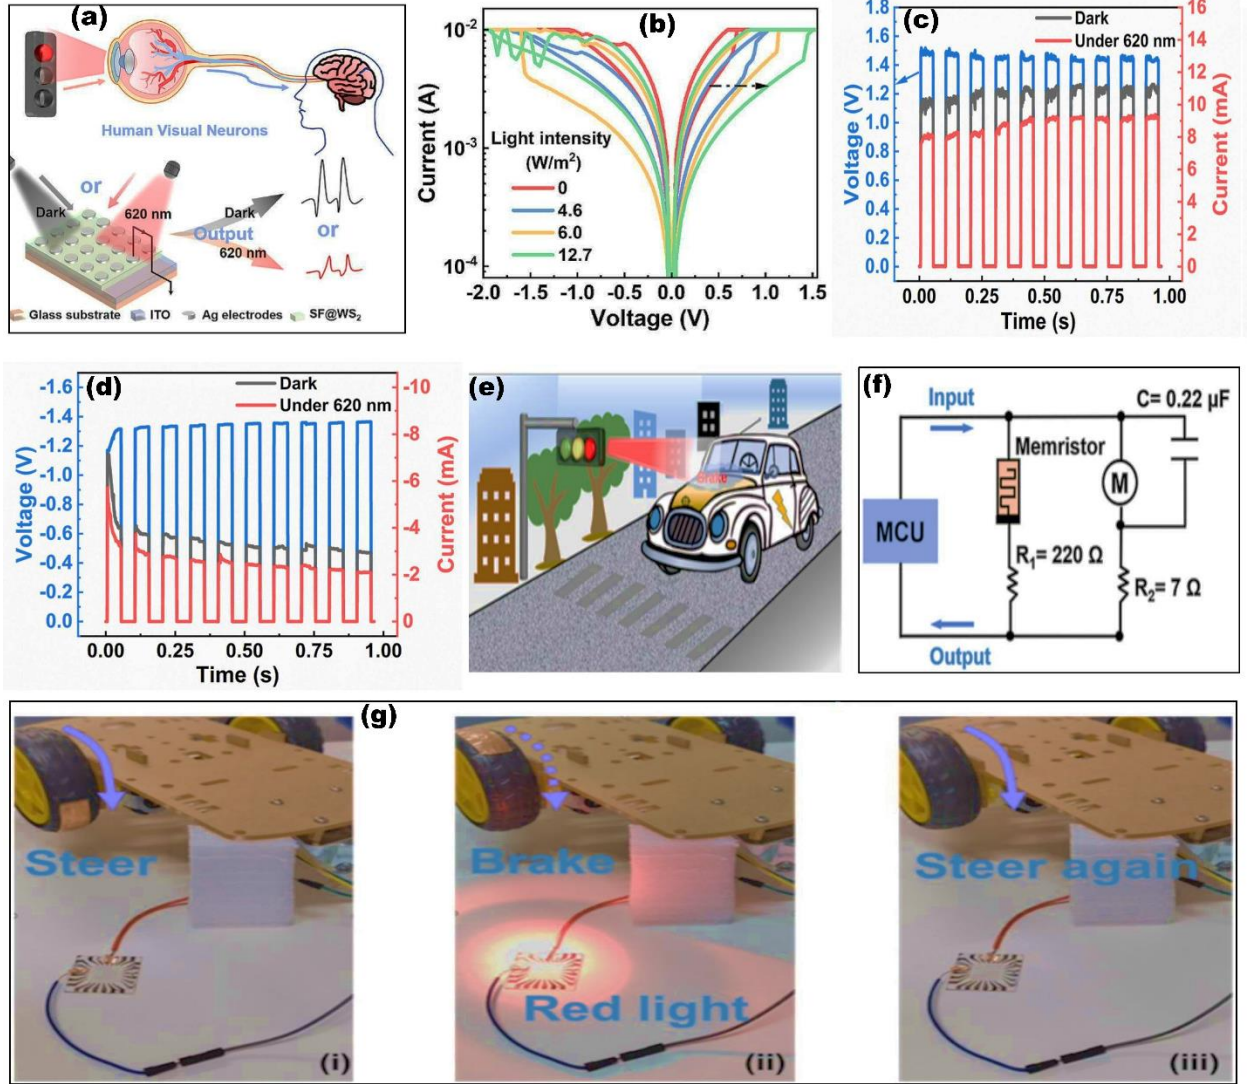 (a)
Human Visual Neurons
or
Dark
620 nm
Dark
Output
620 nm
or
Glass substrate
ITO
Ag electrodes
SF@WS₂
(b)
Current (A)
10⁻²
10⁻³
10⁻⁴
Light intensity
(W/m²)
0
4.6
6.0
12.7
-2.0 -1.5 -1.0 -0.5 0.0 0.5 1.0 1.5
Voltage (V)
(c)
Dark
Under 620 nm
Voltage (V)
1.8
1.6
1.4
1.2
1.0
0.8
0.6
0.4
0.2
0.0
Current (mA)
16
14
12
10
8
6
4
2
0
0.00 0.25 0.50 0.75 1.00
Time (s)
(d)
Dark
Under 620 nm
Voltage (V)
-1.6
-1.4
-1.2
-1.0
-0.8
-0.6
-0.4
-0.2
0.0
Current (mA)
-10
-8
-6
-4
-2
0
0.00 0.25 0.50 0.75 1.00
Time (s)
(e)
Brake
(f)
Input
C= 0.22 μF
Memristor
M
MCU
R₁= 220 Ω
R₂= 7 Ω
Output
(g)
Steer
(i)
Brake
Red light
(ii)
Steer again
(iii)